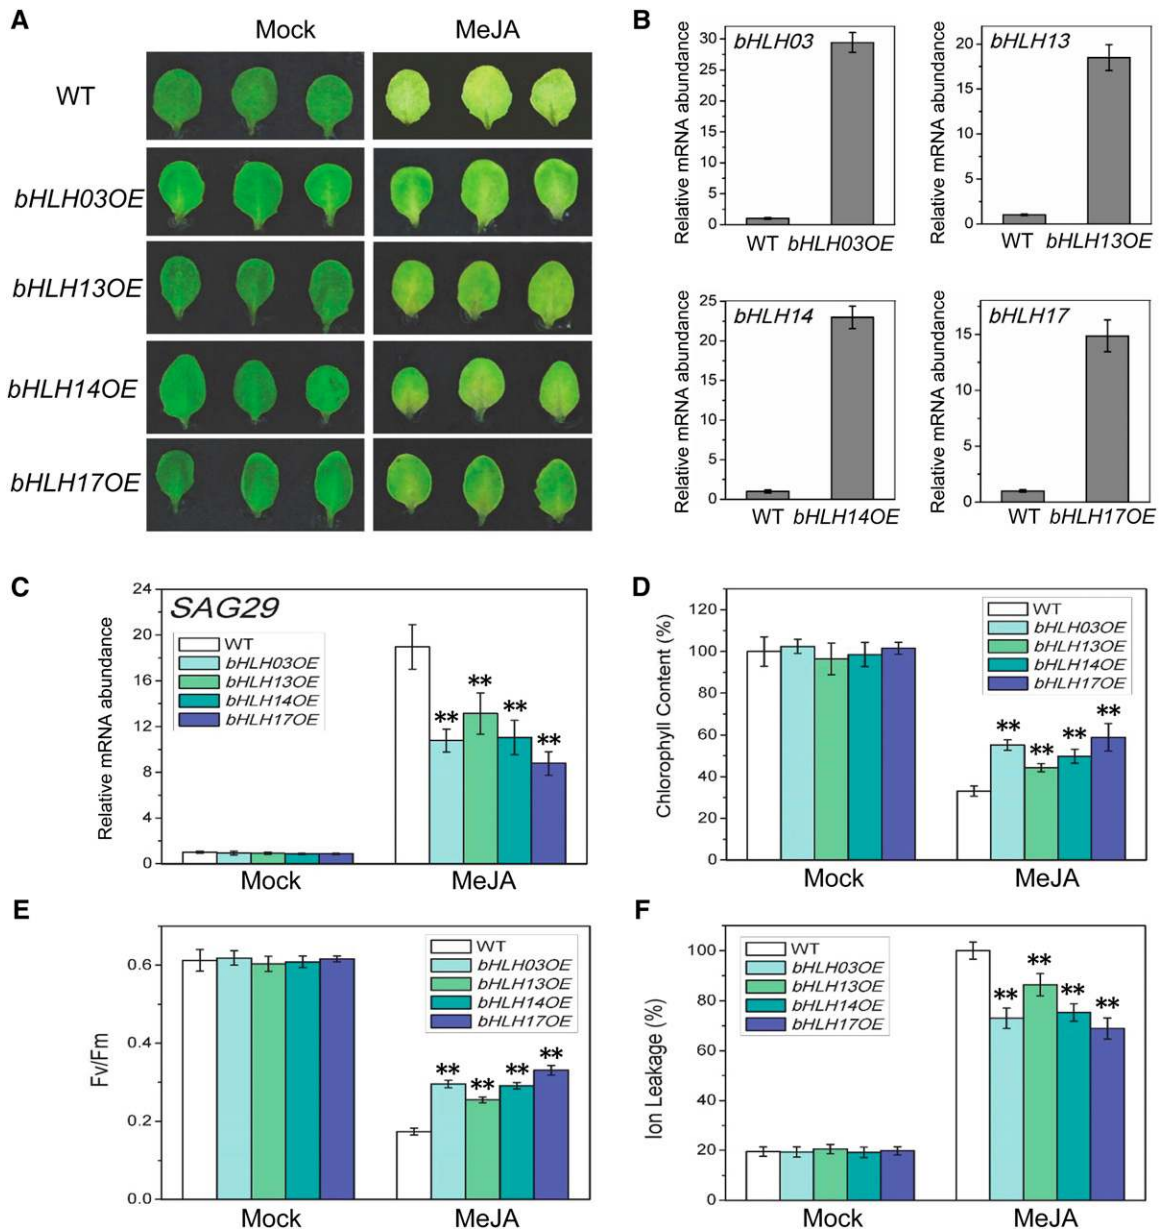 A
Mock
MeJA
WT
bHLH03OE
bHLH13OE
bHLH14OE
bHLH17OE
B
Relative mRNA abundance
30
25
20
15
10
5
0
bHLH03
WT
bHLH03OE
Relative mRNA abundance
20
15
10
5
0
bHLH13
WT
bHLH13OE
Relative mRNA abundance
25
20
15
10
5
0
bHLH14
WT
bHLH14OE
Relative mRNA abundance
15
10
5
0
bHLH17
WT
bHLH17OE
C
Relative mRNA abundance
24
20
16
12
8
4
0
SAG29
WT
bHLH03OE
bHLH13OE
bHLH14OE
bHLH17OE
**
**
**
**
Mock
MeJA
D
Chlorophyll Content (%)
120
100
80
60
40
20
0
WT
bHLH03OE
bHLH13OE
bHLH14OE
bHLH17OE
**
**
**
**
Mock
MeJA
E
Fv/Fm
0.6
0.4
0.2
0.0
WT
bHLH03OE
bHLH13OE
bHLH14OE
bHLH17OE
**
**
**
**
Mock
MeJA
F
Ion Leakage (%)
100
80
60
40
20
0
WT
bHLH03OE
bHLH13OE
bHLH14OE
bHLH17OE
**
**
**
**
Mock
MeJA